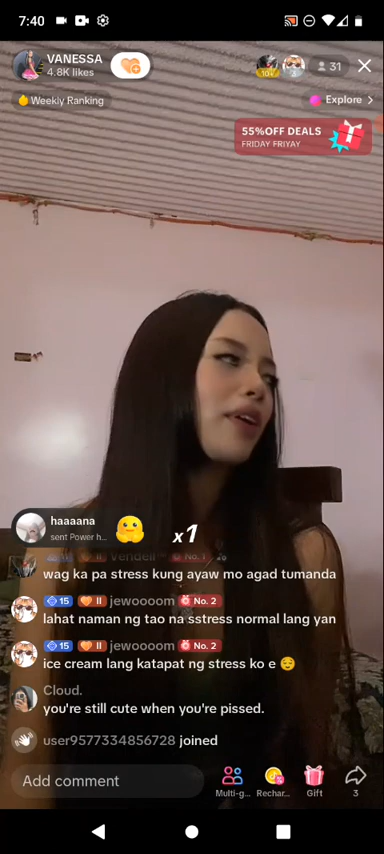 7:40
VANESSA
4.8K likes
31
Weekly Ranking
Explore
55%OFF DEALS
FRIDAY FRIYAY
haaaana
sent Power h...
x1
No. 1
wag ka pa stress kung ayaw mo agad tumanda
15 II jewoooom No. 2
lahat naman ng tao na sstress normal lang yan
15 II jewoooom No. 2
ice cream lang katapat ng stress ko e 😌
Cloud.
you're still cute when you're pissed.
user9577334856728 joined
Add comment
Multi-g...
Rechar...
Gift
3